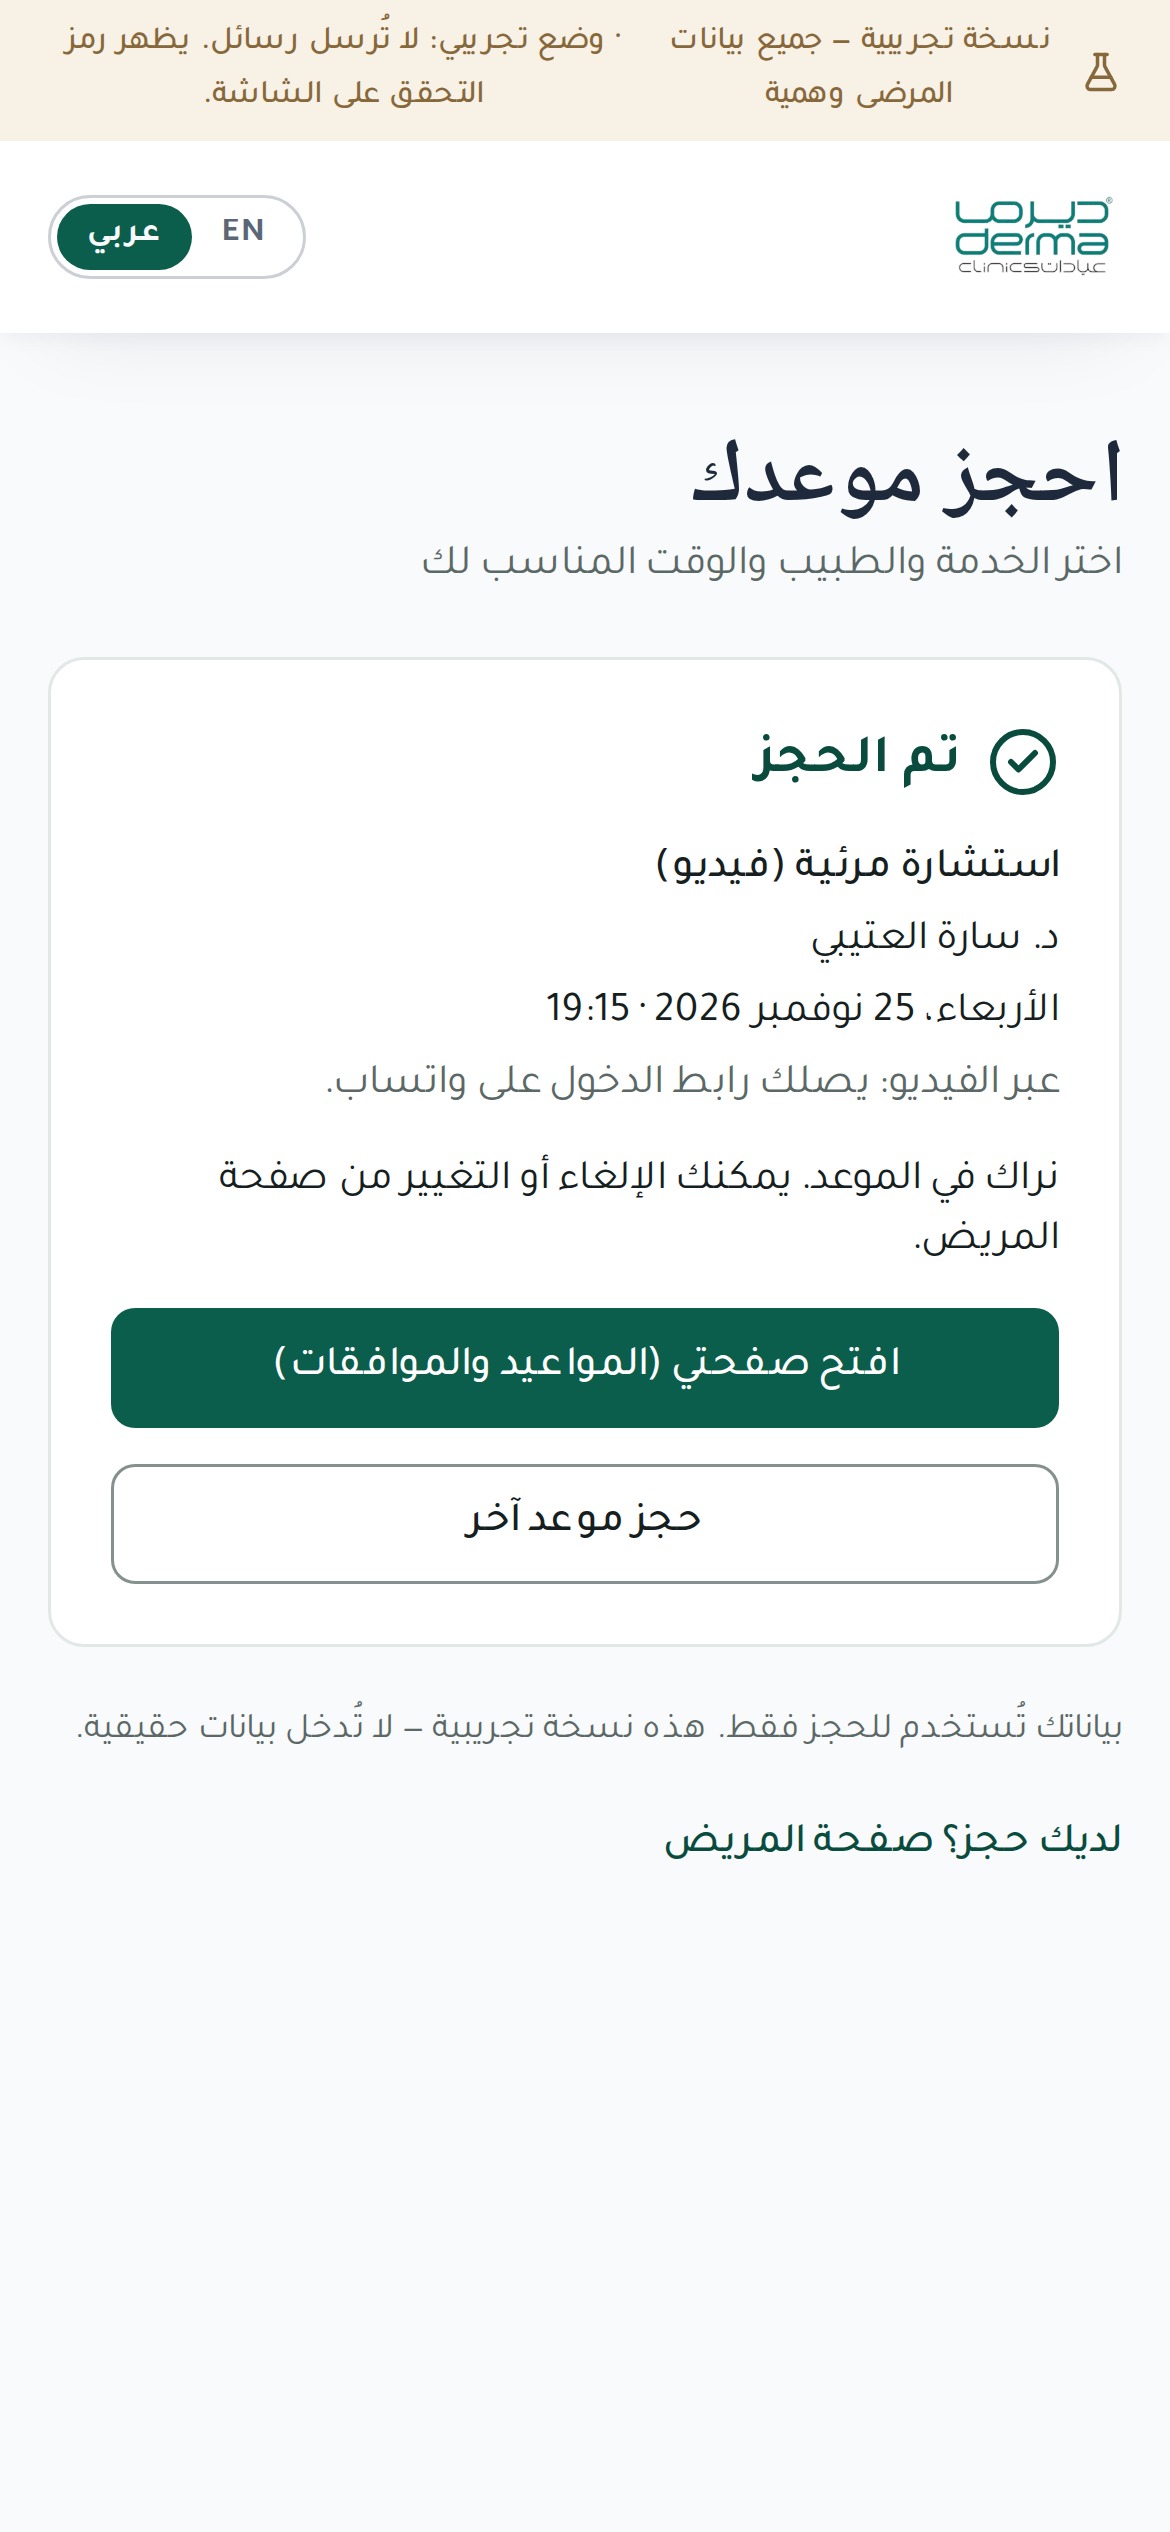 نسخة تجريبية – جميع بيانات المرضى وهمية
· وضع تجريبي: لا تُرسل رسائل. يظهر رمز التحقق على الشاشة.
ديرما®
derma
عياداتclinics
EN
عربي
احجز موعدك
اختر الخدمة والطبيب والوقت المناسب لك
تم الحجز
استشارة مرئية (فيديو)
د. سارة العتيبي
الأربعاء، 25 نوفمبر 2026 · 19:15
عبر الفيديو: يصلك رابط الدخول على واتساب.
نراك في الموعد. يمكنك الإلغاء أو التغيير من صفحة
المريض.
افتح صفحتي (المواعيد والموافقات)
حجز موعد آخر
بياناتك تُستخدم للحجز فقط. هذه نسخة تجريبية – لا تُدخل بيانات حقيقية.
لديك حجز؟ صفحة المريض